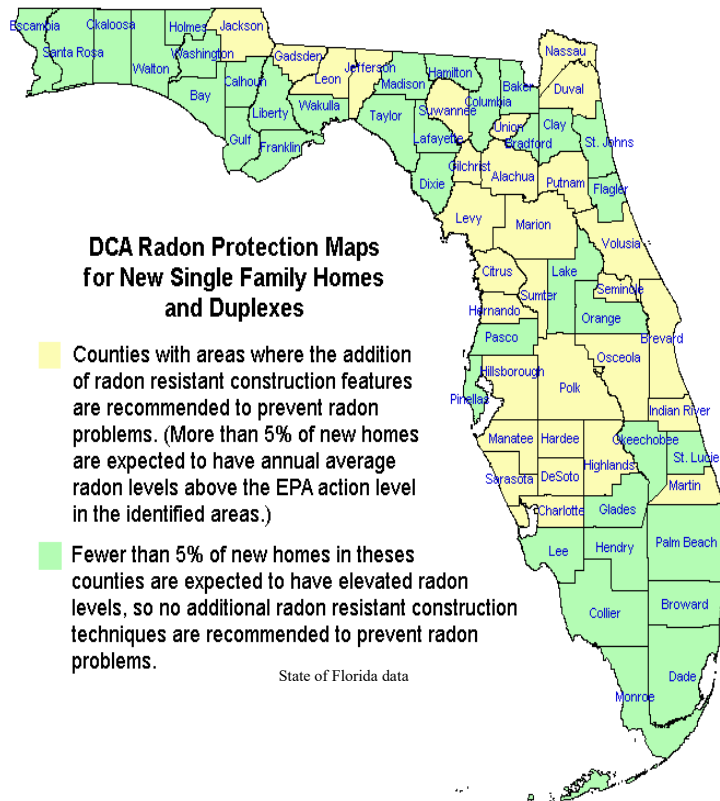 Escambia
Okaloosa
Holmes
Jackson
Santa Rosa
Washington
Walton
Gadsden
Jefferson
Hamilton
Nassau
Leon
Madison
Baker
Duval
Calhoun
Suwannee
Columbia
Bay
Liberty
Wakulla
Taylor
Union
Clay
Gulf
Franklin
Lafayette
Bradford
St. Johns
Gilchrist
Alachua
Putnam
Dixie
Flagler
Levy
Marion
Volusia
DCA Radon Protection Maps
for New Single Family Homes
and Duplexes
Citrus
Lake
Sumter
Seminole
Hernando
Orange
Pasco
Brevard
Osceola
Hillsborough
Polk
Pinellas
Indian River
Manatee
Hardee
Okeechobee
Highlands
St. Lucie
Sarasota
DeSoto
Martin
Charlotte
Glades
Lee
Hendry
Palm Beach
Collier
Broward
Dade
Monroe
Counties with areas where the addition
of radon resistant construction features
are recommended to prevent radon
problems. (More than 5% of new homes
are expected to have annual average
radon levels above the EPA action level
in the identified areas.)
Fewer than 5% of new homes in theses
counties are expected to have elevated radon
levels, so no additional radon resistant construction
techniques are recommended to prevent radon
problems.
State of Florida data